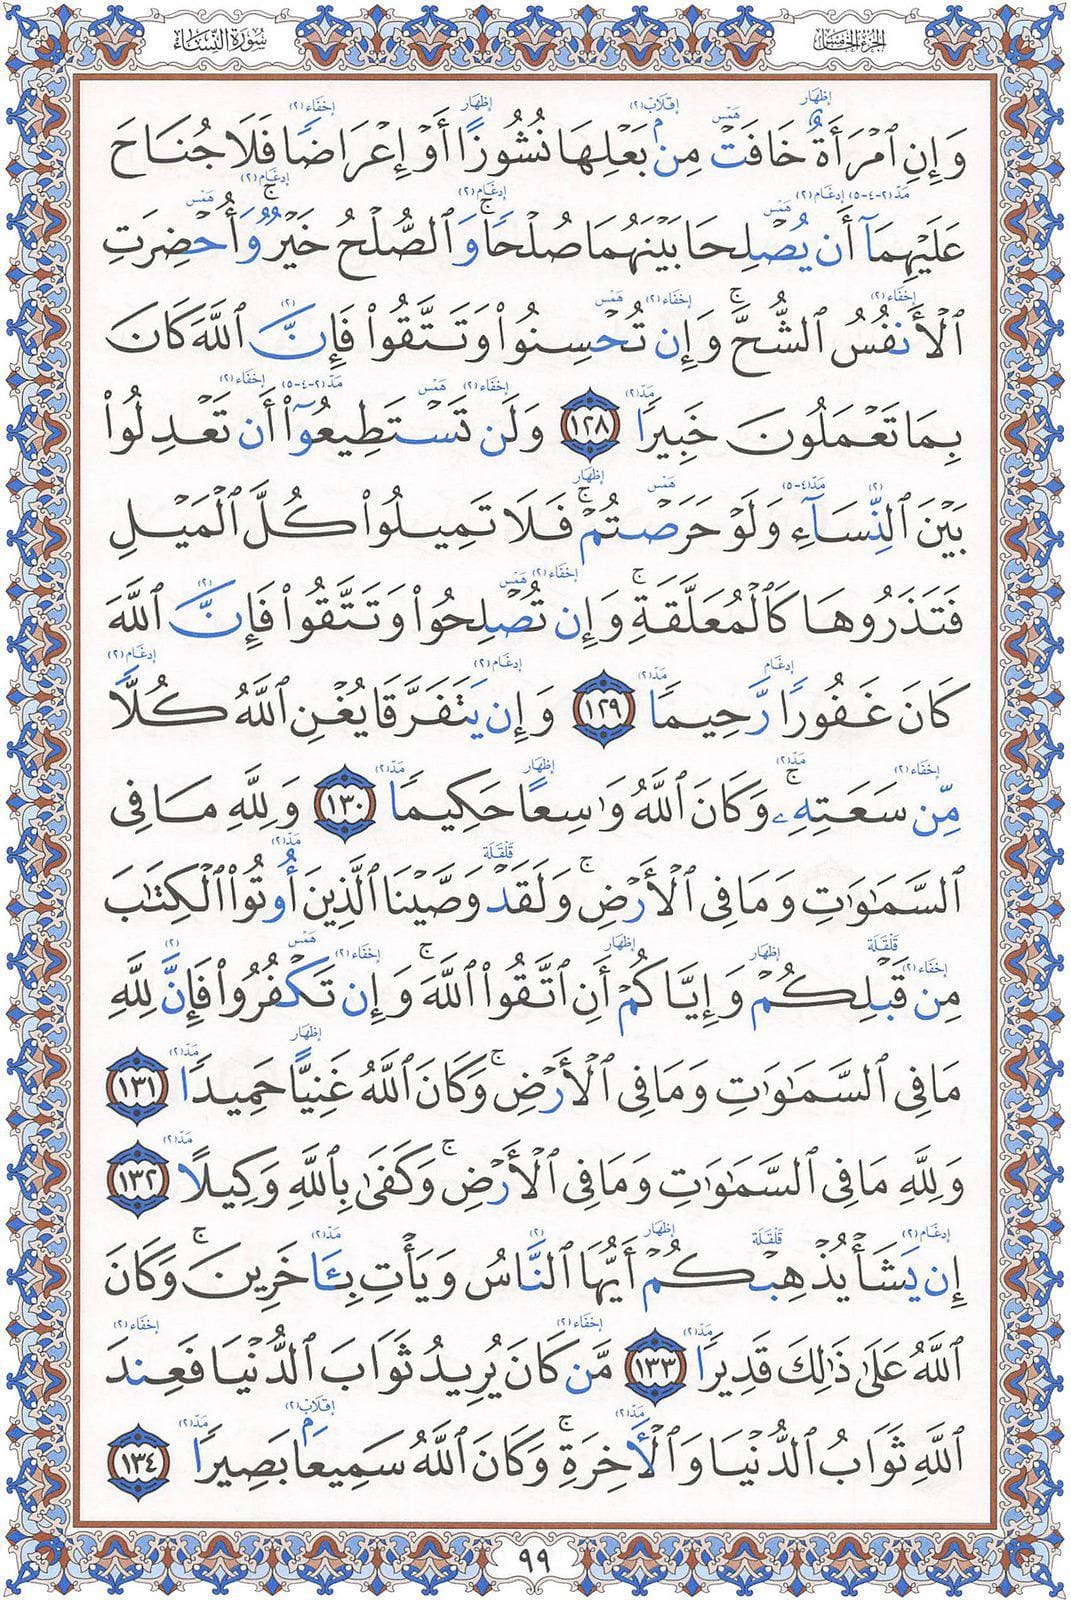 الجزء الخامس
سورة النساء
وَإِنِ ٱمۡرَأَةٌ خَافَتۡ مِنۢ بَعۡلِهَا نُشُوزًا أَوۡ إِعۡرَاضٗا فَلَا جُنَاحَ
عَلَيۡهِمَآ أَن يُصۡلِحَا بَيۡنَهُمَا صُلۡحٗاۚ وَٱلصُّلۡحُ خَيۡرٞۗ وَأُحۡضِرَتِ
ٱلۡأَنفُسُ ٱلشُّحَّۚ وَإِن تُحۡسِنُواْ وَتَتَّقُواْ فَإِنَّ ٱللَّهَ كَانَ
بِمَا تَعۡمَلُونَ خَبِيرٗا ١٢٨ وَلَن تَسۡتَطِيعُوٓاْ أَن تَعۡدِلُواْ
بَيۡنَ ٱلنِّسَآءِ وَلَوۡ حَرَصۡتُمۡۖ فَلَا تَمِيلُواْ كُلَّ ٱلۡمَيۡلِ
فَتَذَرُوهَا كَٱلۡمُعَلَّقَةِۚ وَإِن تُصۡلِحُواْ وَتَتَّقُواْ فَإِنَّ ٱللَّهَ
كَانَ غَفُورٗا رَّحِيمٗا ١٢٩ وَإِن يَتَفَرَّقَا يُغۡنِ ٱللَّهُ كُلّٗا
مِّن سَعَتِهِۦۚ وَكَانَ ٱللَّهُ وَٰسِعًا حَكِيمٗا ١٣٠ وَلِلَّهِ مَا فِي
ٱلسَّمَٰوَٰتِ وَمَا فِي ٱلۡأَرۡضِۗ وَلَقَدۡ وَصَّيۡنَا ٱلَّذِينَ أُوتُواْ ٱلۡكِتَٰبَ
مِن قَبۡلِكُمۡ وَإِيَّاكُمۡ أَنِ ٱتَّقُواْ ٱللَّهَۚ وَإِن تَكۡفُرُواْ فَإِنَّ لِلَّهِ
مَا فِي ٱلسَّمَٰوَٰتِ وَمَا فِي ٱلۡأَرۡضِۚ وَكَانَ ٱللَّهُ غَنِيًّا حَمِيدٗا ١٣١
وَلِلَّهِ مَا فِي ٱلسَّمَٰوَٰتِ وَمَا فِي ٱلۡأَرۡضِۚ وَكَفَىٰ بِٱللَّهِ وَكِيلًا ١٣٢
إِن يَشَأۡ يُذۡهِبۡكُمۡ أَيُّهَا ٱلنَّاسُ وَيَأۡتِ بِـَٔاخَرِينَۚ وَكَانَ
ٱللَّهُ عَلَىٰ ذَٰلِكَ قَدِيرٗا ١٣٣ مَّن كَانَ يُرِيدُ ثَوَابَ ٱلدُّنۡيَا فَعِندَ
ٱللَّهِ ثَوَابُ ٱلدُّنۡيَا وَٱلۡأٓخِرَةِۚ وَكَانَ ٱللَّهُ سَمِيعَۢا بَصِيرٗا ١٣٤
٩٩